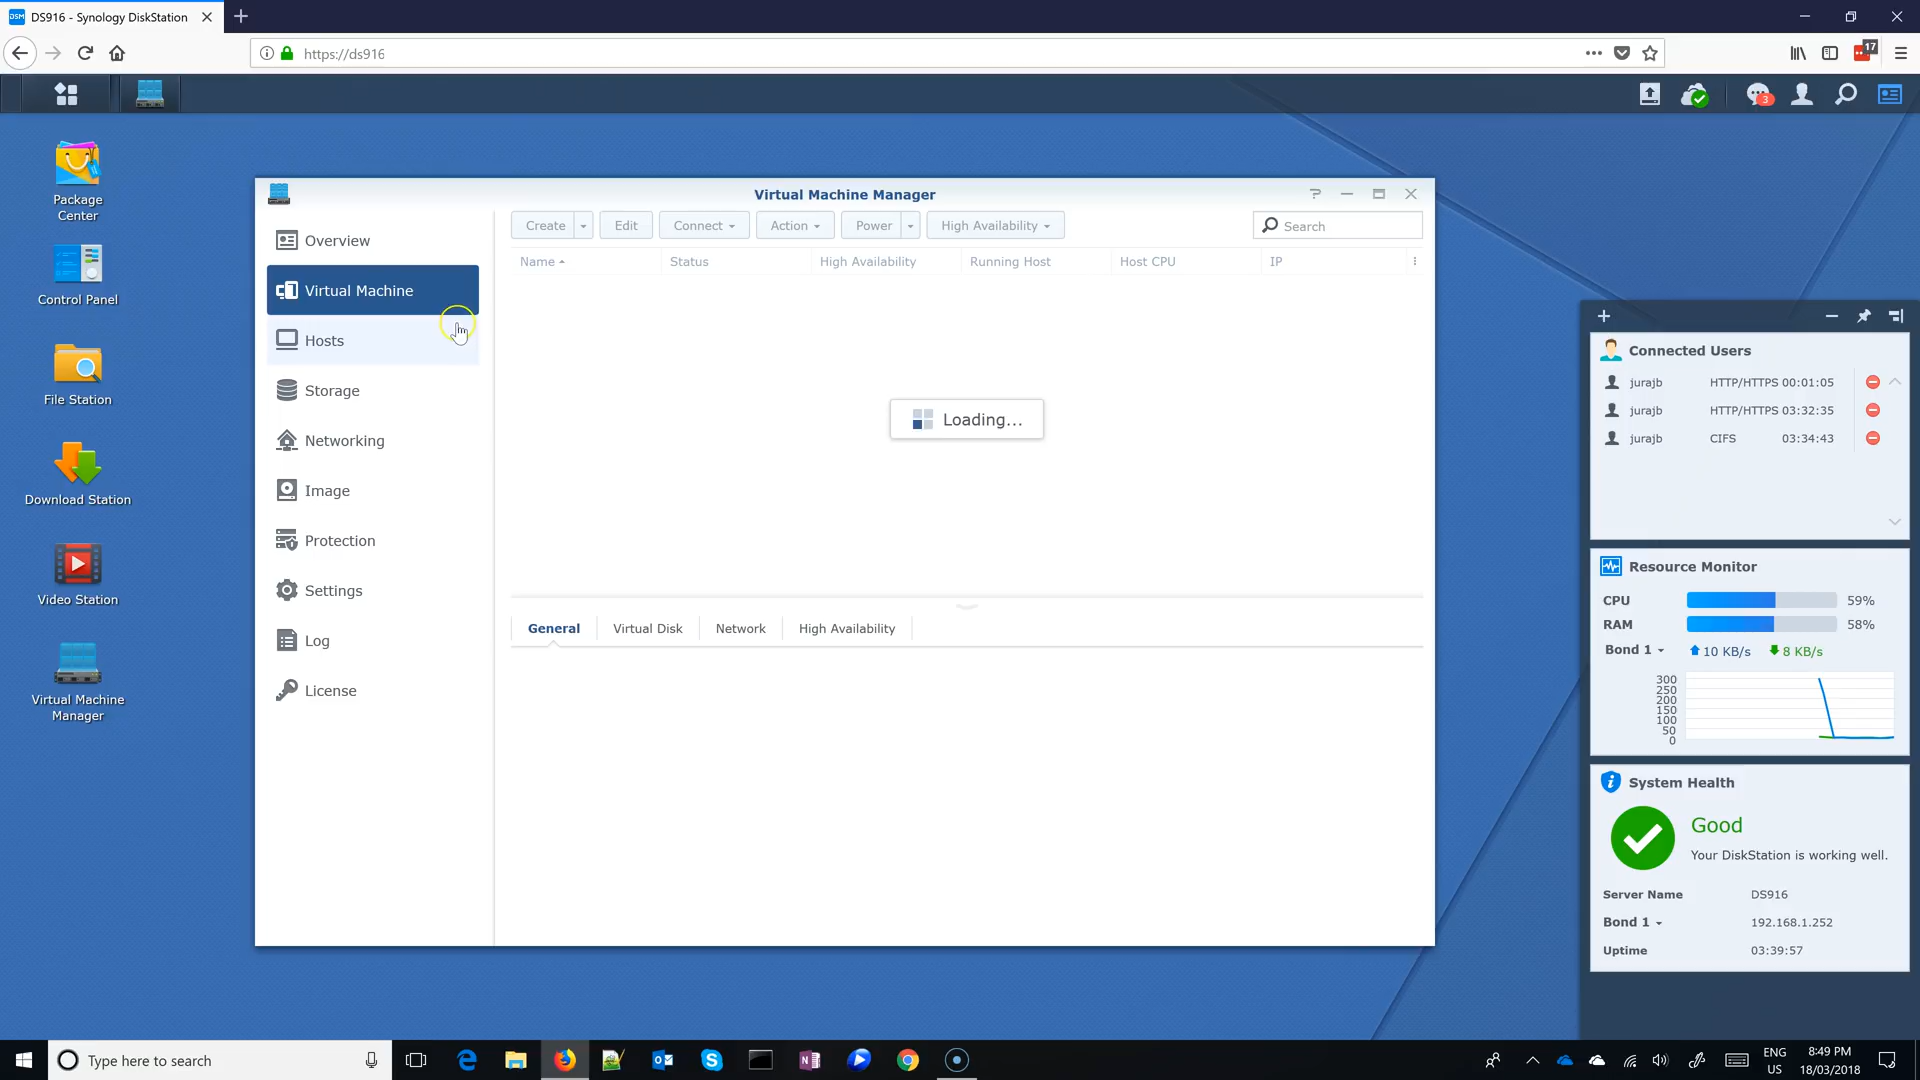 DS916 - Synology DiskStation
https://ds916
17
3
Package
Center
Control Panel
File Station
Download Station
Video Station
Virtual Machine
Manager
Virtual Machine Manager
Overview
Virtual Machine
Hosts
Storage
Networking
Image
Protection
Settings
Log
License
Create Edit Connect Action Power High Availability Search
Name Status High Availability Running Host Host CPU IP
Loading...
General Virtual Disk Network High Availability
Connected Users
jurajb HTTP/HTTPS 00:01:05
jurajb HTTP/HTTPS 03:32:35
jurajb CIFS 03:34:43
Resource Monitor
CPU 59%
RAM 58%
Bond 1 10 KB/s 8 KB/s
300
250
200
150
100
50
0
System Health
Good
Your DiskStation is working well.
Server Name DS916
Bond 1 192.168.1.252
Uptime 03:39:57
Type here to search
ENG
US
8:49 PM
18/03/2018